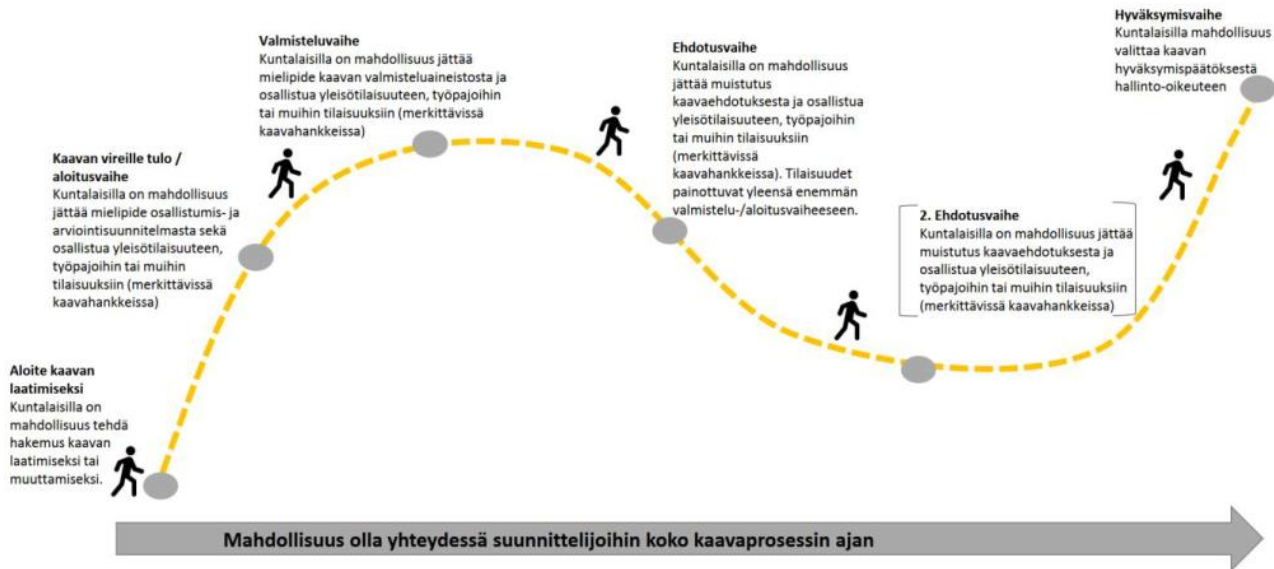 Aloite kaavan
laatimiseksi
Kuntalaisilla on
mahdollisuus tehdä
hakemus kaavan
laatimiseksi tai
muuttamiseksi.
Kaavan vireille tulo /
aloitusvaihe
Kuntalaisilla on mahdollisuus
jättää mielipide osallistumis- ja
arviointisuunnitelmasta sekä
osallistua yleisötilaisuuteen,
työpajoihin tai muihin
tilaisuuksiin (merkittävissä
kaavahankkeissa)
Valmisteluvaihe
Kuntalaisilla on mahdollisuus jättää
mielipide kaavan valmisteluaineistosta ja
osallistua yleisötilaisuuteen, työpajoihin
tai muihin tilaisuuksiin (merkittävissä
kaavahankkeissa)
Ehdotusvaihe
Kuntalaisilla on mahdollisuus
jättää muistutus
kaavaehdotuksesta ja osallistua
yleisötilaisuuteen, työpajoihin
tai muihin tilaisuuksiin
(merkittävissä
kaavahankkeissa). Tilaisuudet
painottuvat yleensä enemmän
valmistelu-/aloitusvaiheeseen.
2. Ehdotusvaihe
Kuntalaisilla on mahdollisuus jättää
muistutus kaavaehdotuksesta ja
osallistua yleisötilaisuuteen,
työpajoihin tai muihin tilaisuuksiin
(merkittävissä kaavahankkeissa)
Hyväksymisvaihe
Kuntalaisilla mahdollisuus
valittaa kaavan
hyväksymispäätöksestä
hallinto-oikeuteen
Mahdollisuus olla yhteydessä suunnittelijoihin koko kaavaprosessin ajan